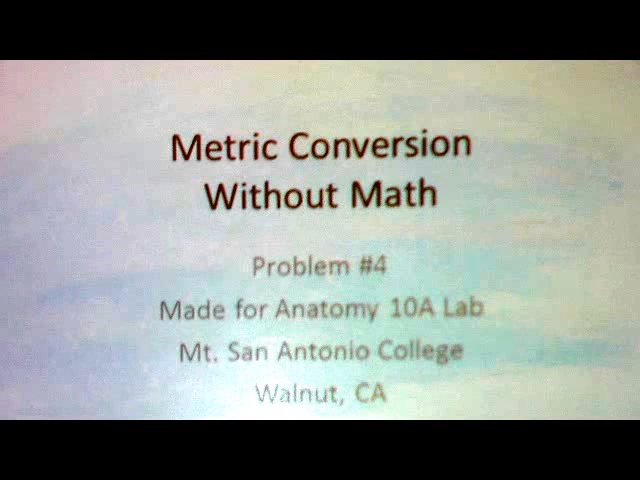 Metric Conversion
Without Math
Problem #4
Made for Anatomy 10A Lab
Mt. San Antonio College
Walnut, CA